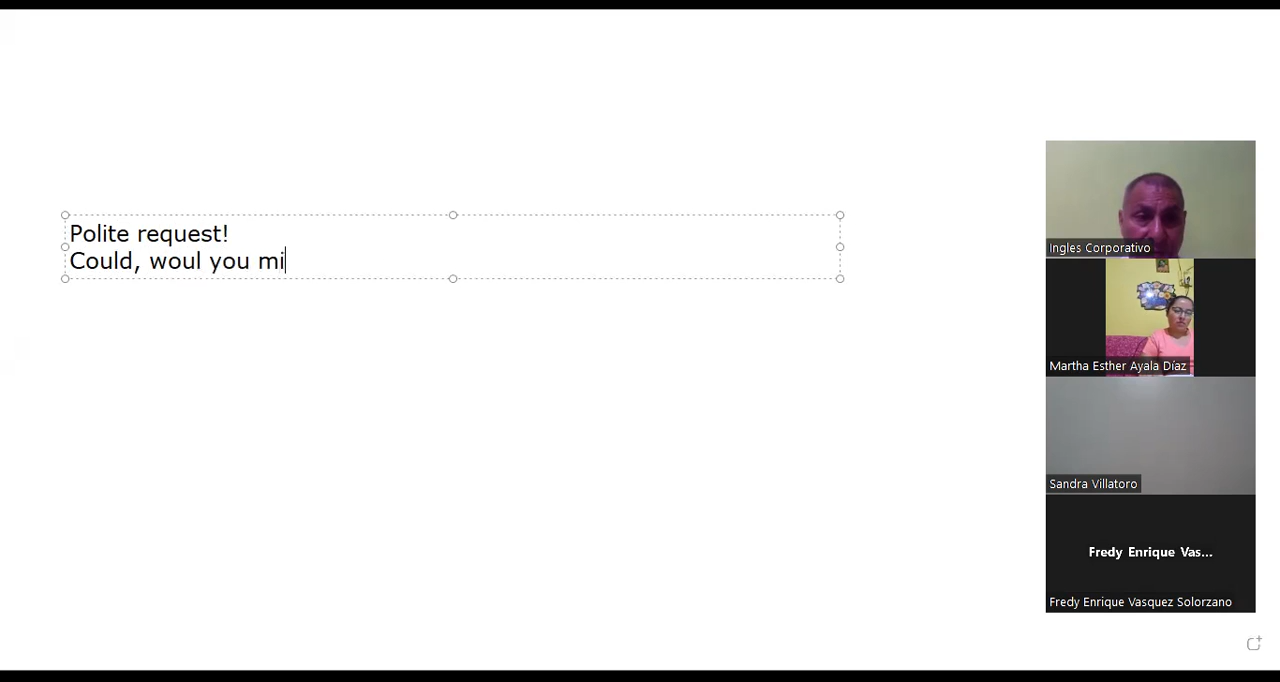 Polite request!
Could, woul you mi
Ingles Corporativo
Martha Esther Ayala Díaz
Sandra Villatoro
Fredy Enrique Vas...
Fredy Enrique Vasquez Solorzano